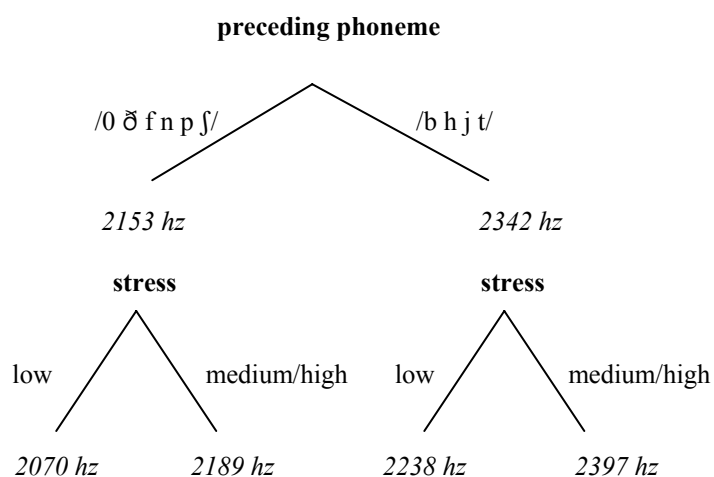 preceding phoneme
/0 ð f n p ʃ/ /b h j t/
2153 hz 2342 hz
stress stress
low medium/high low medium/high
2070 hz 2189 hz 2238 hz 2397 hz